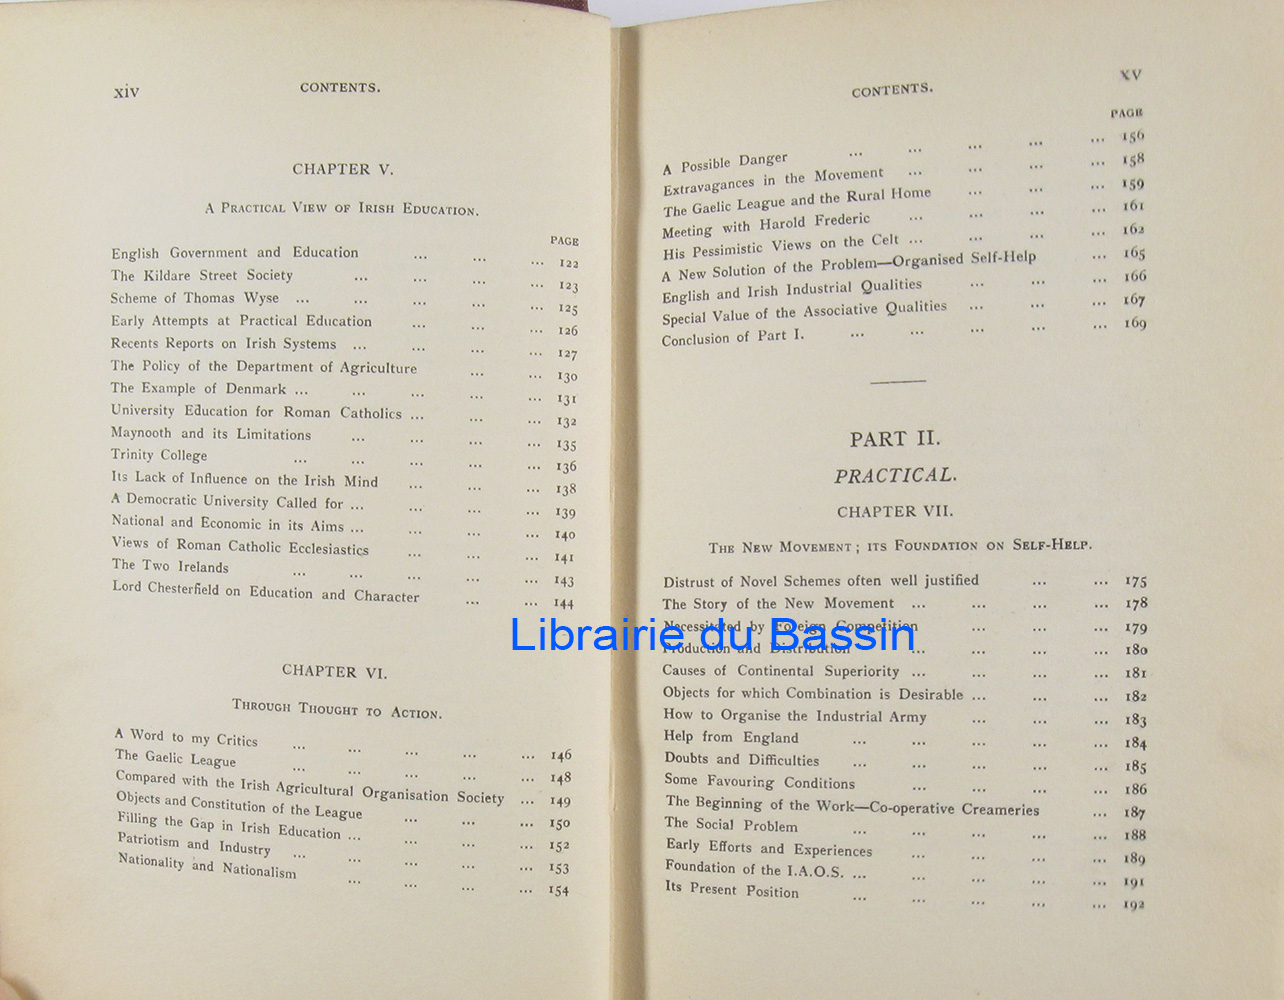 xiv CONTENTS.
CHAPTER V.
A PRACTICAL VIEW OF IRISH EDUCATION.
PAGE
English Government and Education ... ... ... 122
The Kildare Street Society ... ... ... ... 123
Scheme of Thomas Wyse ... ... ... ... ... 125
Early Attempts at Practical Education ... ... ... 126
Recents Reports on Irish Systems ... ... ... ... 127
The Policy of the Department of Agriculture ... ... 130
The Example of Denmark ... ... ... ... ... 131
University Education for Roman Catholics ... ... ... 132
Maynooth and its Limitations ... ... ... ... 135
Trinity College ... ... ... ... ... 136
Its Lack of Influence on the Irish Mind ... ... ... 138
A Democratic University Called for ... ... ... ... 139
National and Economic in its Aims ... ... ... ... 140
Views of Roman Catholic Ecclesiastics ... ... ... 141
The Two Irelands ... ... ... ... ... 143
Lord Chesterfield on Education and Character ... ... 144
CHAPTER VI.
THROUGH THOUGHT TO ACTION.
A Word to my Critics ... ... ... ... ... 146
The Gaelic League ... ... ... ... ... 148
Compared with the Irish Agricultural Organisation Society ... 149
Objects and Constitution of the League ... ... ... 150
Filling the Gap in Irish Education ... ... ... ... 152
Patriotism and Industry ... ... ... ... ... 153
Nationality and Nationalism ... ... ... ... 154
CONTENTS. XV
PAGE
A Possible Danger ... ... ... ... ... 156
Extravagances in the Movement ... ... ... ... 158
The Gaelic League and the Rural Home ... ... ... 159
Meeting with Harold Frederic ... ... ... ... 161
His Pessimistic Views on the Celt ... ... ... ... 162
A New Solution of the Problem—Organised Self-Help ... 165
English and Irish Industrial Qualities ... ... ... 166
Special Value of the Associative Qualities ... ... ... 167
Conclusion of Part I. ... ... ... ... ... 169
PART II.
PRACTICAL.
CHAPTER VII.
THE NEW MOVEMENT; ITS FOUNDATION ON SELF-HELP.
Distrust of Novel Schemes often well justified ... ... 175
The Story of the New Movement ... ... ... ... 178
Necessitated by Foreign Competition ... ... ... 179
Production and Distribution ... ... ... ... 180
Causes of Continental Superiority ... ... ... ... 181
Objects for which Combination is Desirable ... ... ... 182
How to Organise the Industrial Army ... ... ... 183
Help from England ... ... ... ... ... 184
Doubts and Difficulties ... ... ... ... ... 185
Some Favouring Conditions ... ... ... ... 186
The Beginning of the Work—Co-operative Creameries ... 187
The Social Problem ... ... ... ... ... 188
Early Efforts and Experiences ... ... ... ... 189
Foundation of the I.A.O.S. ... ... ... ... ... 191
Its Present Position ... ... ... ... ... 192
Librairie du Bassin